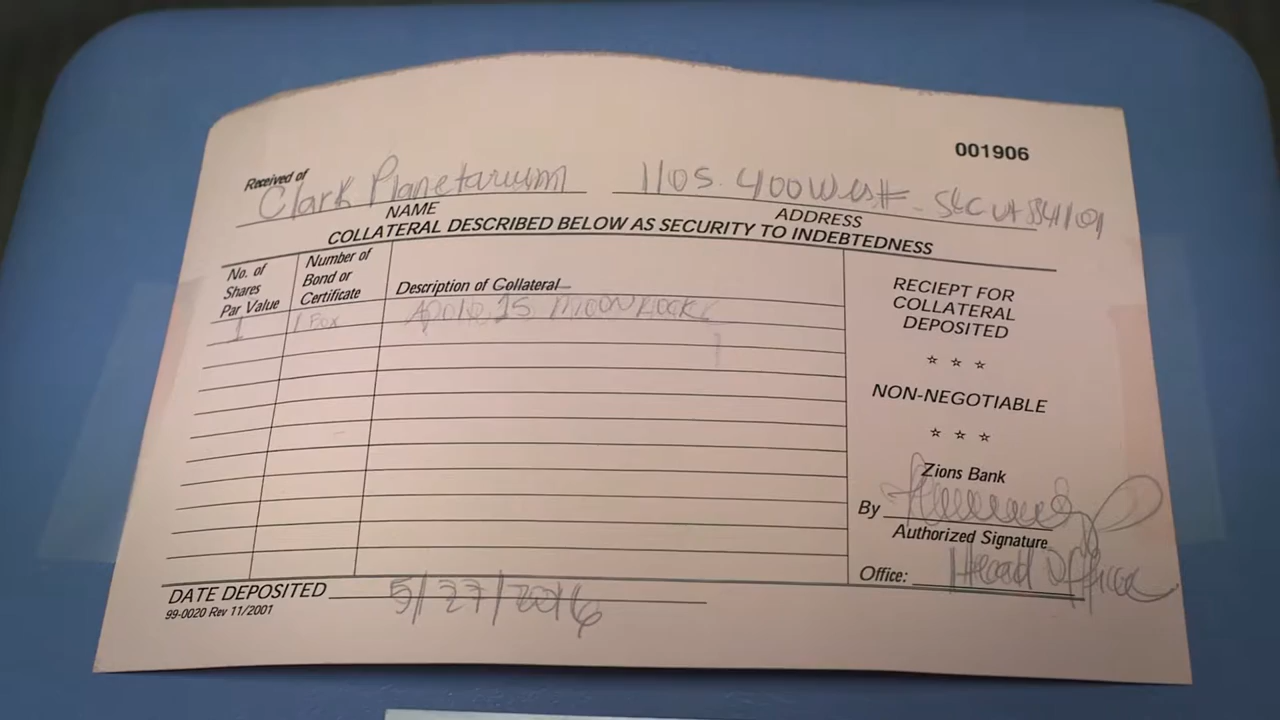 001906
Received of Clark Planetarium 110 S. 400 West - SLC UT 84101
NAME ADDRESS
COLLATERAL DESCRIBED BELOW AS SECURITY TO INDEBTEDNESS
No. of Shares Par Value
Number of Bond or Certificate
Description of Collateral
1 1 Box Apollo 15 Moon Rock
RECIEPT FOR
COLLATERAL
DEPOSITED
☆ ☆ ☆
NON-NEGOTIABLE
☆ ☆ ☆
Zions Bank
By
Authorized Signature
Office: Head Office
DATE DEPOSITED 5/27/2016
99-0020 Rev 11/2001